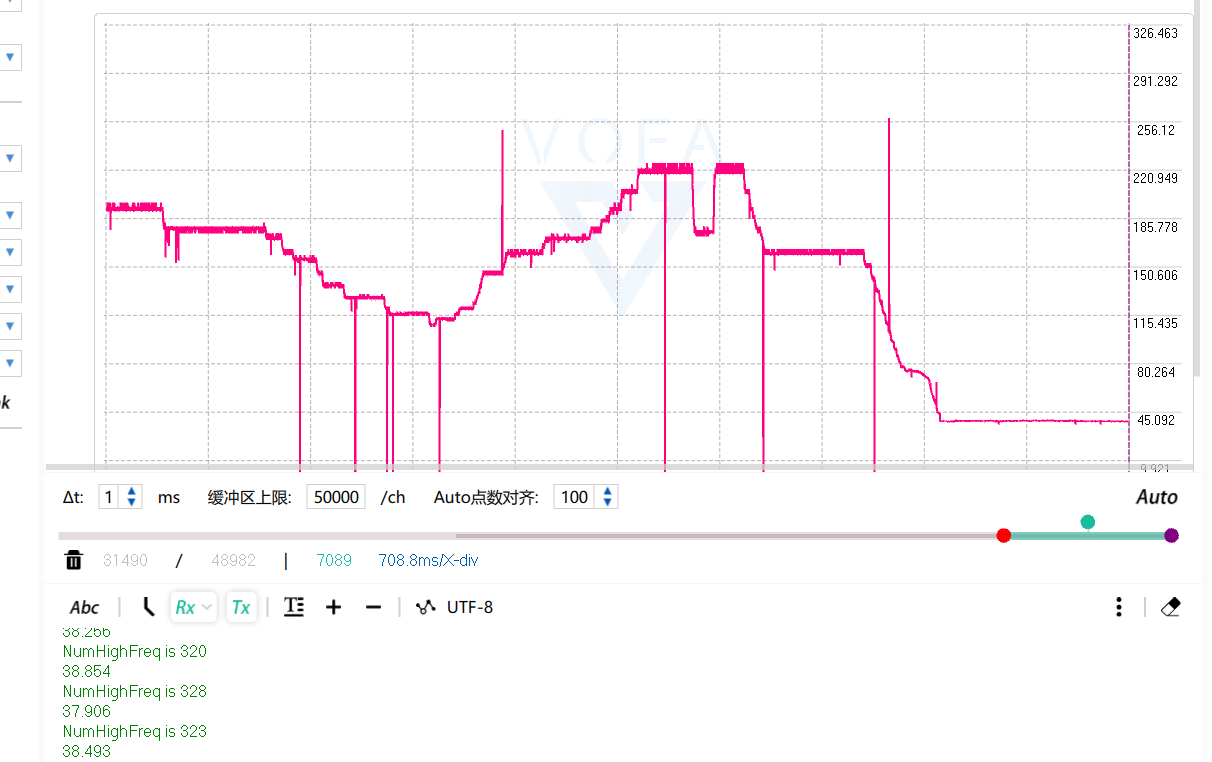 326.463
291.292
256.12
220.949
185.778
150.606
115.435
80.264
45.092
9.921
VOFA
k
Δt: 1 ms 缓冲区上限: 50000 /ch Auto点数对齐: 100 Auto
31490 / 48982 | 7089 708.8ms/X-div
Abc | Rx Tx | T + − | UTF-8
38.266
NumHighFreq is 320
38.854
NumHighFreq is 328
37.906
NumHighFreq is 323
38.493